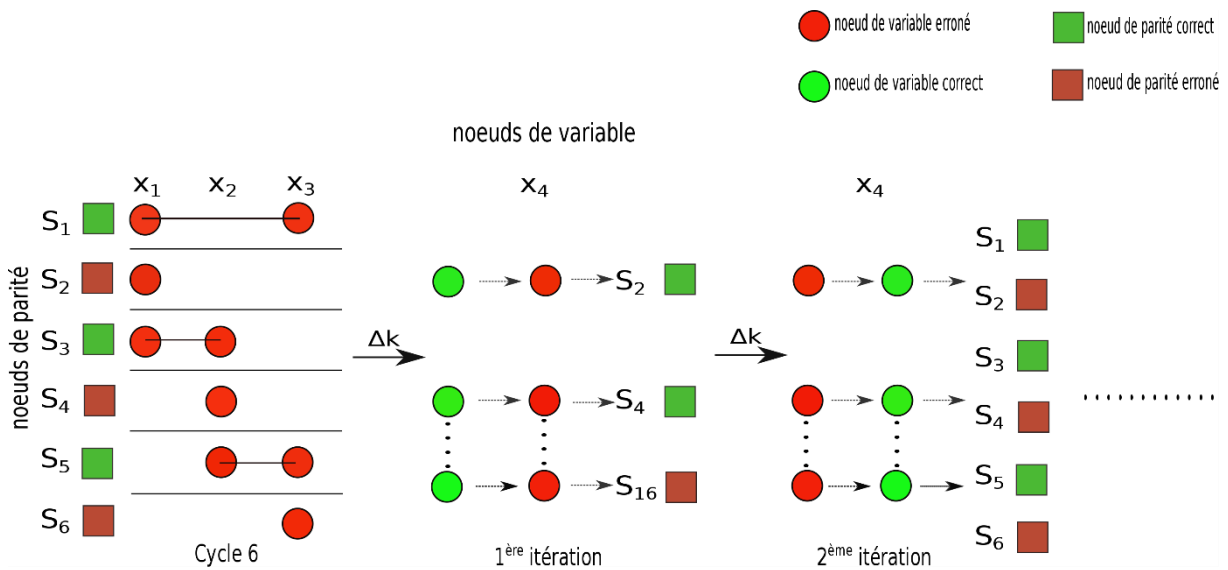 noeud de variable erroné
noeud de parité correct
noeud de variable correct
noeud de parité erroné
noeuds de variable
x₁ x₂ x₃
x₄
x₄
noeuds de parité
S₁
S₂
S₃
S₄
S₅
S₆
Cycle 6
Δk
S₂
S₄
S₁₆
1ère itération
Δk
S₁
S₂
S₃
S₄
S₅
S₆
2ème itération